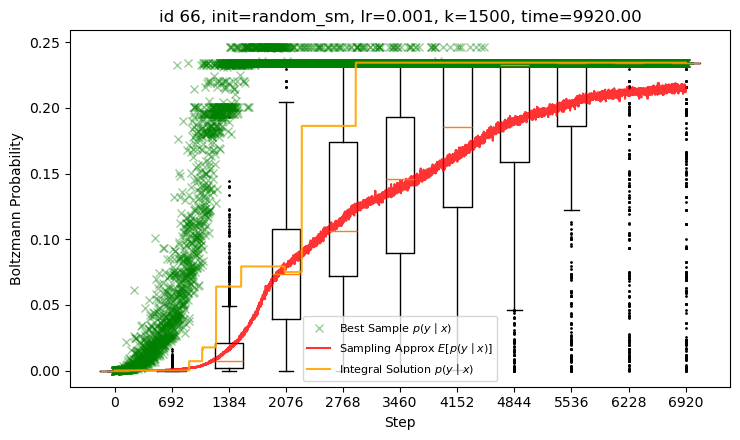 id 66, init=random_sm, lr=0.001, k=1500, time=9920.00
Boltzmann Probability
0.25
0.20
0.15
0.10
0.05
0.00
Best Sample p(y | x)
Sampling Approx E[p(y | x)]
Integral Solution p(y | x)
0 692 1384 2076 2768 3460 4152 4844 5536 6228 6920
Step